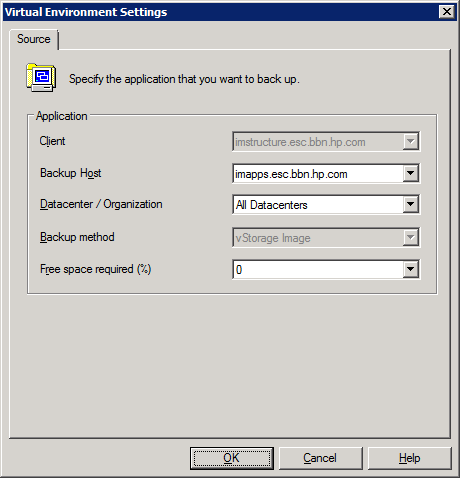 Virtual Environment Settings
Source
Specify the application that you want to back up.
Application
Client
imstructure.esc.bbn.hp.com
Backup Host
imapps.esc.bbn.hp.com
Datacenter / Organization
All Datacenters
Backup method
vStorage Image
Free space required (%)
0
OK Cancel Help